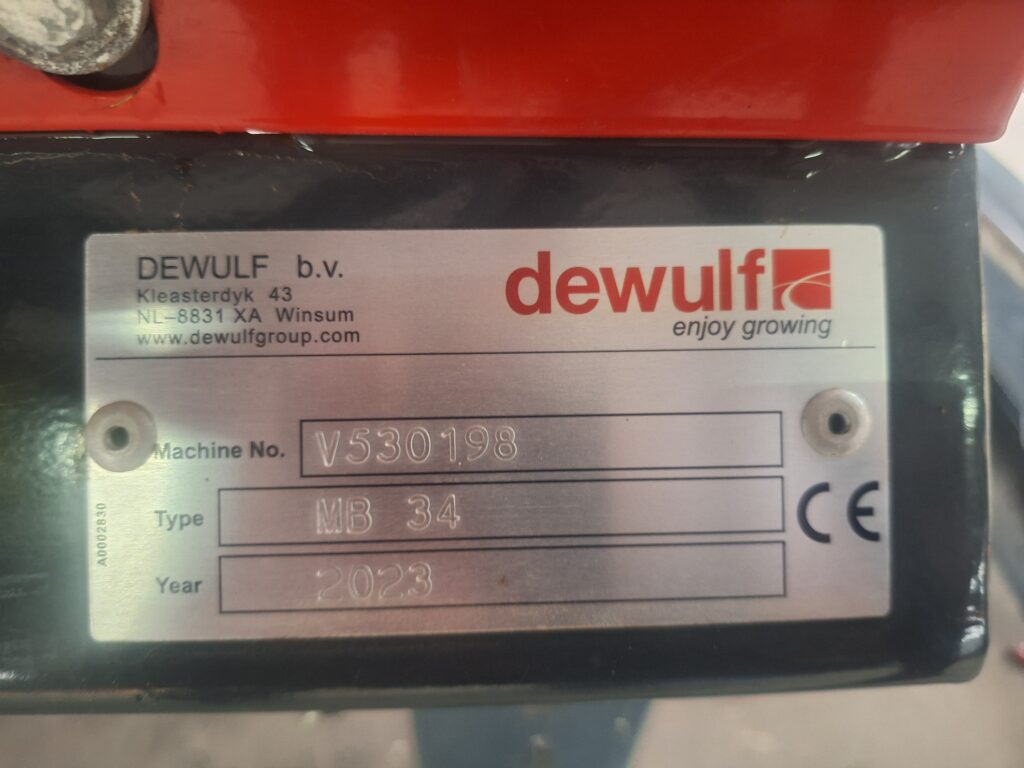 DEWULF b.v.
Kleasterdyk 43
NL-8831 XA Winsum
www.dewulfgroup.com
dewulf
enjoy growing
Machine No. V530198
Type MB 34
CE
Year 2023
A0002830